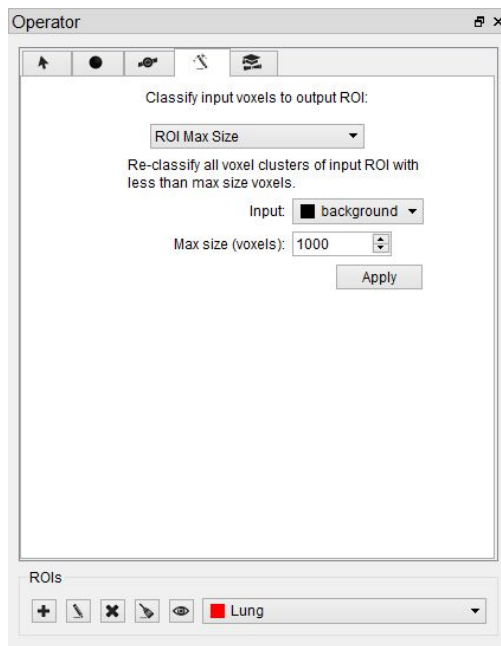 Operator
Classify input voxels to output ROI:
ROI Max Size
Re-classify all voxel clusters of input ROI with
less than max size voxels.
Input: background
Max size (voxels): 1000
Apply
ROIs
Lung